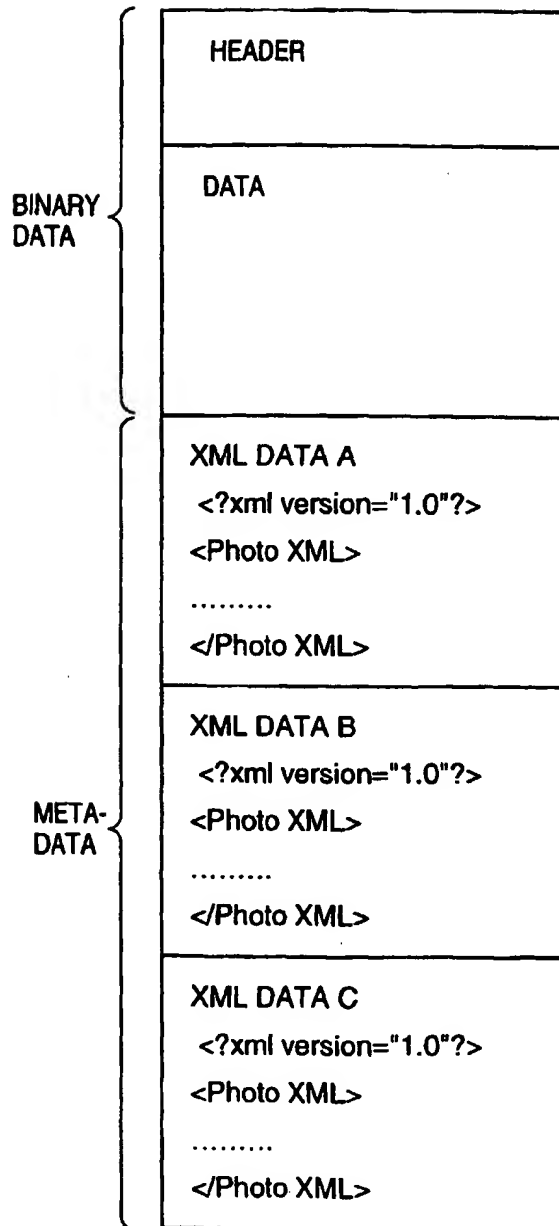 HEADER
DATA
BINARY
DATA
XML DATA A
<?xml version="1.0"?>
<Photo XML>
.........
</Photo XML>
XML DATA B
<?xml version="1.0"?>
<Photo XML>
.........
</Photo XML>
META-
DATA
XML DATA C
<?xml version="1.0"?>
<Photo XML>
.........
</Photo XML>